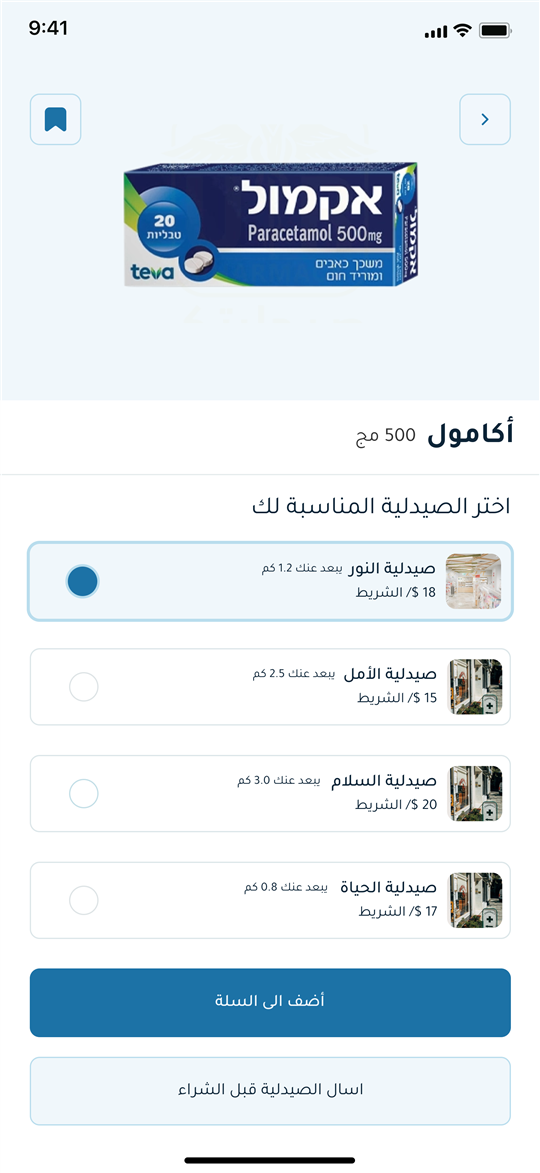 9:41
אקמול®
Paracetamol 500mg
20
טבליות
משכך כאבים
ומוריד חום
teva
אקמול
أكامول 500 مج
اختر الصيدلية المناسبة لك
صيدلية النور يبعد عنك 1.2 كم
18 $/ الشريط
صيدلية الأمل يبعد عنك 2.5 كم
15 $/ الشريط
صيدلية السلام يبعد عنك 3.0 كم
20 $/ الشريط
صيدلية الحياة يبعد عنك 0.8 كم
17 $/ الشريط
أضف الى السلة
اسال الصيدلية قبل الشراء